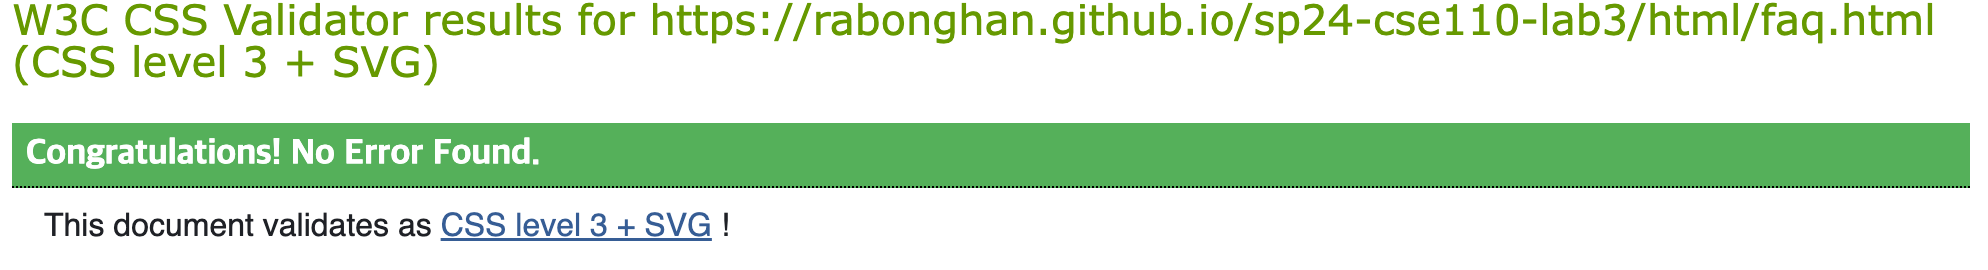 W3C CSS Validator results for https://rabonghan.github.io/sp24-cse110-lab3/html/faq.html
(CSS level 3 + SVG)
Congratulations! No Error Found.
This document validates as CSS level 3 + SVG !